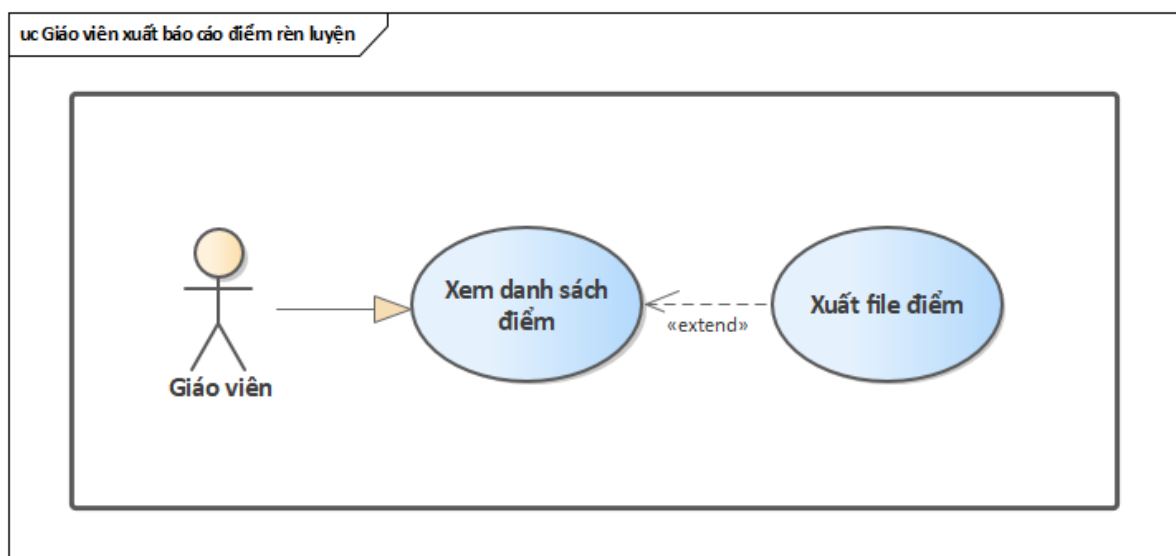 uc Giáo viên xuất báo cáo điểm rèn luyện
Xem danh sách
điểm
«extend»
Xuất file điểm
Giáo viên